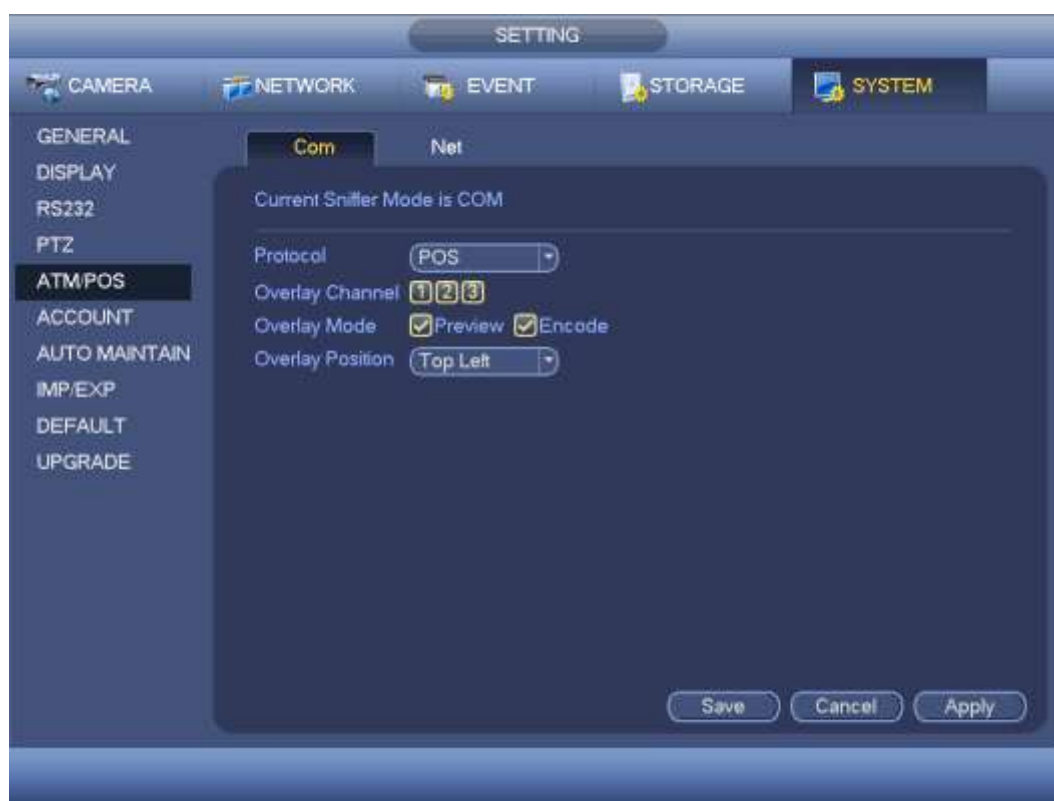 SETTING
CAMERA NETWORK EVENT STORAGE SYSTEM
GENERAL
DISPLAY
RS232
PTZ
ATM/POS
ACCOUNT
AUTO MAINTAIN
IMP/EXP
DEFAULT
UPGRADE
Com Net
Current Sniffer Mode is COM
Protocol POS
Overlay Channel 1 2 3
Overlay Mode Preview Encode
Overlay Position Top Left
Save Cancel Apply